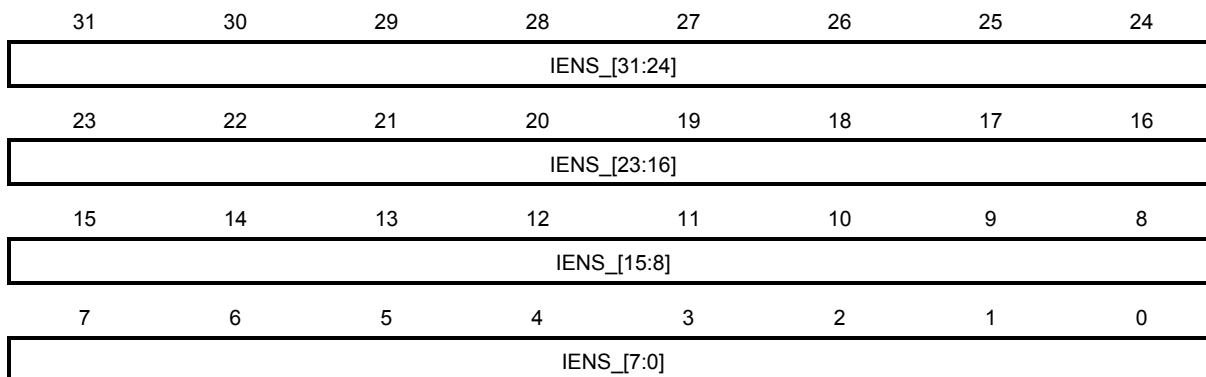 31 30 29 28 27 26 25 24
IENS_[31:24]
23 22 21 20 19 18 17 16
IENS_[23:16]
15 14 13 12 11 10 9 8
IENS_[15:8]
7 6 5 4 3 2 1 0
IENS_[7:0]